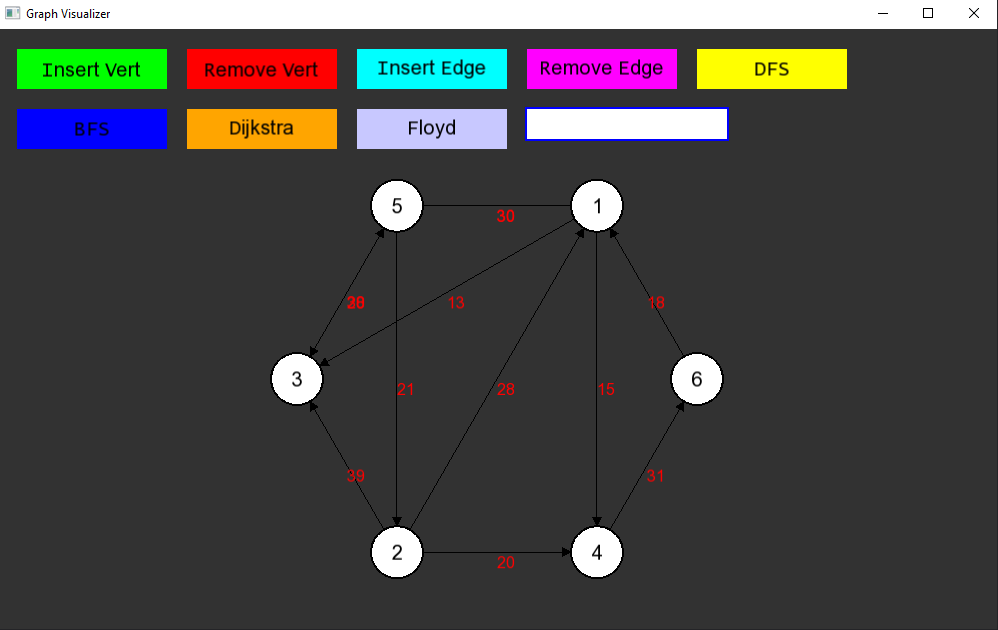 Graph Visualizer
Insert Vert Remove Vert Insert Edge Remove Edge DFS
BFS Dijkstra Floyd
5 1
30
13 18
3 6
21 28 15
39 31
2 4
20